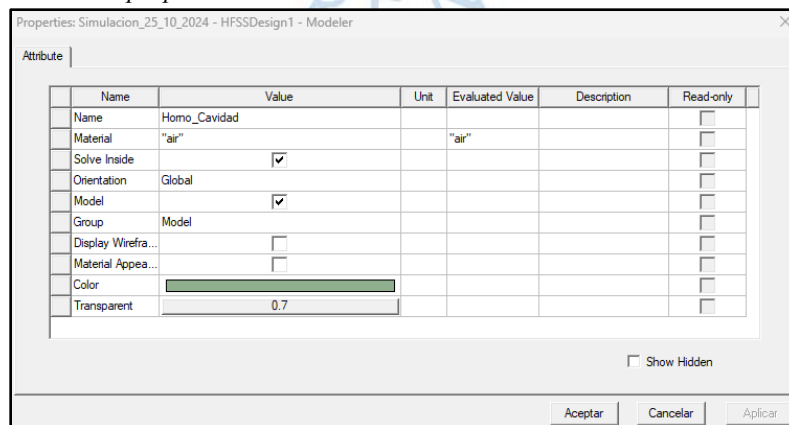 Properties: Simulacion_25_10_2024 - HFSSDesign1 - Modeler
Attribute
Name Value Unit Evaluated Value Description Read-only
Name Horno_Cavidad
Material "air" "air"
Solve Inside
Orientation Global
Model
Group Model
Display Wirefra...
Material Appea...
Color
Transparent 0.7
Show Hidden
Aceptar Cancelar Aplicar